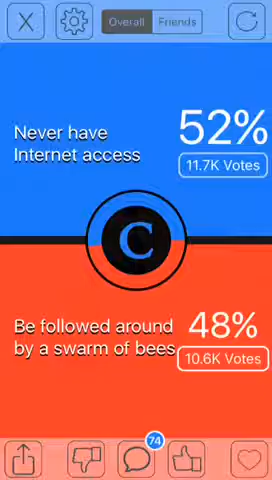 X
Overall Friends
Never have
Internet access
52%
11.7K Votes
C
Be followed around
by a swarm of bees
48%
10.6K Votes
74